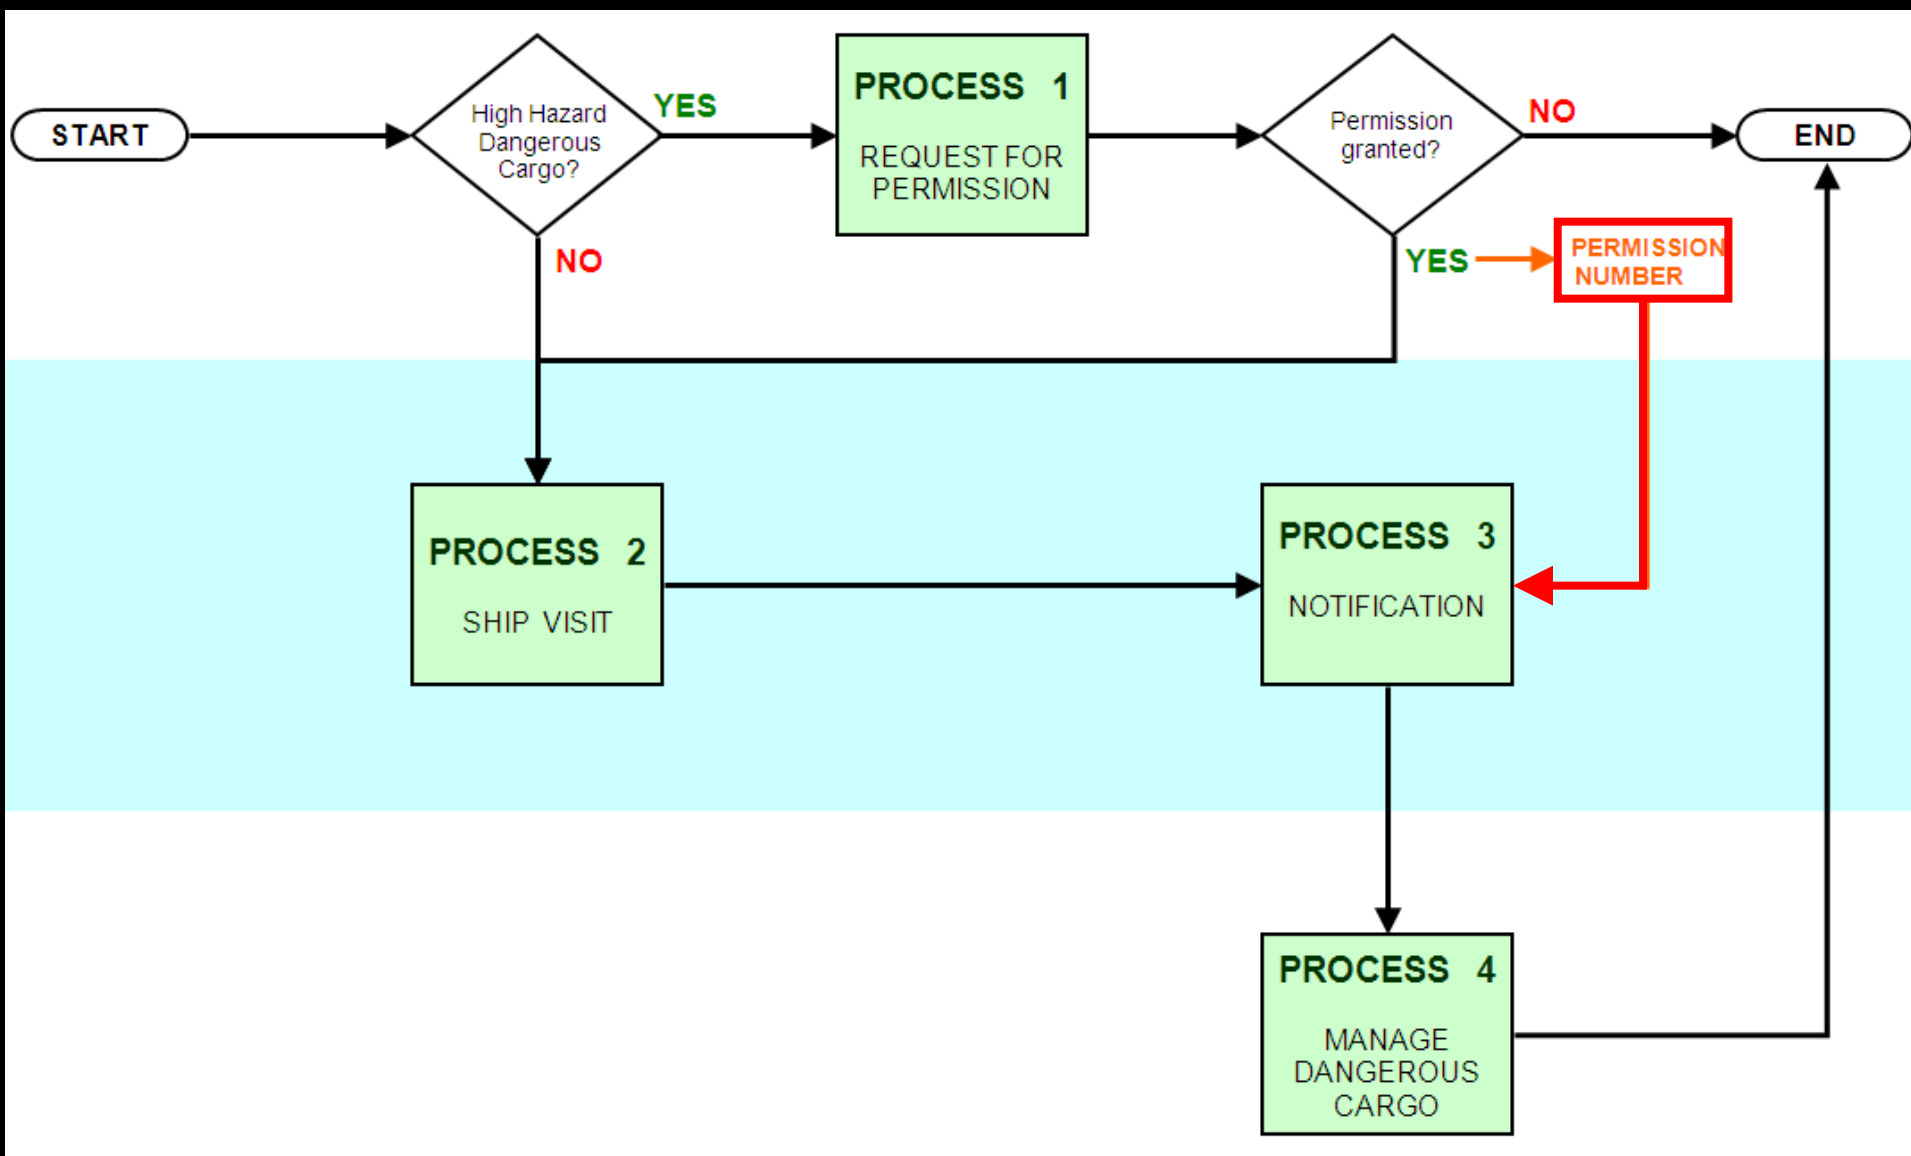 START
High Hazard
Dangerous
Cargo?
YES
NO
PROCESS 1
REQUEST FOR
PERMISSION
Permission
granted?
NO
END
YES
PERMISSION
NUMBER
PROCESS 2
SHIP VISIT
PROCESS 3
NOTIFICATION
PROCESS 4
MANAGE
DANGEROUS
CARGO